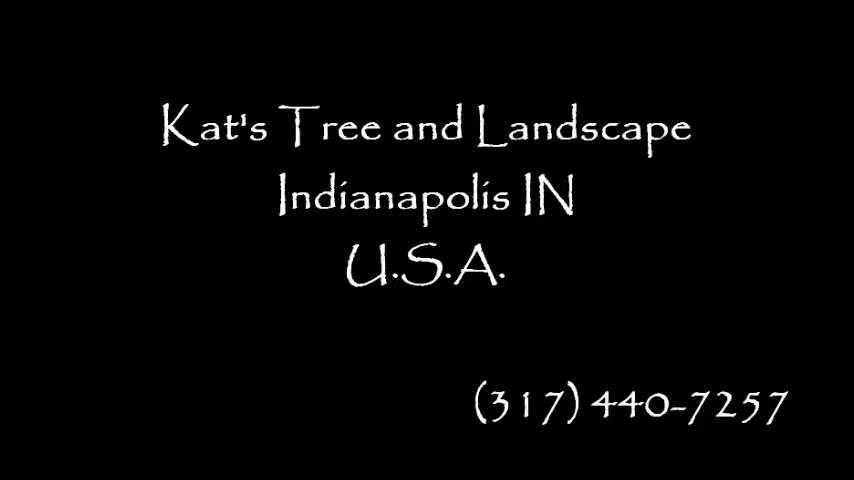 Kat's Tree and Landscape
Indianapolis IN
U.S.A.
(317) 440-7257